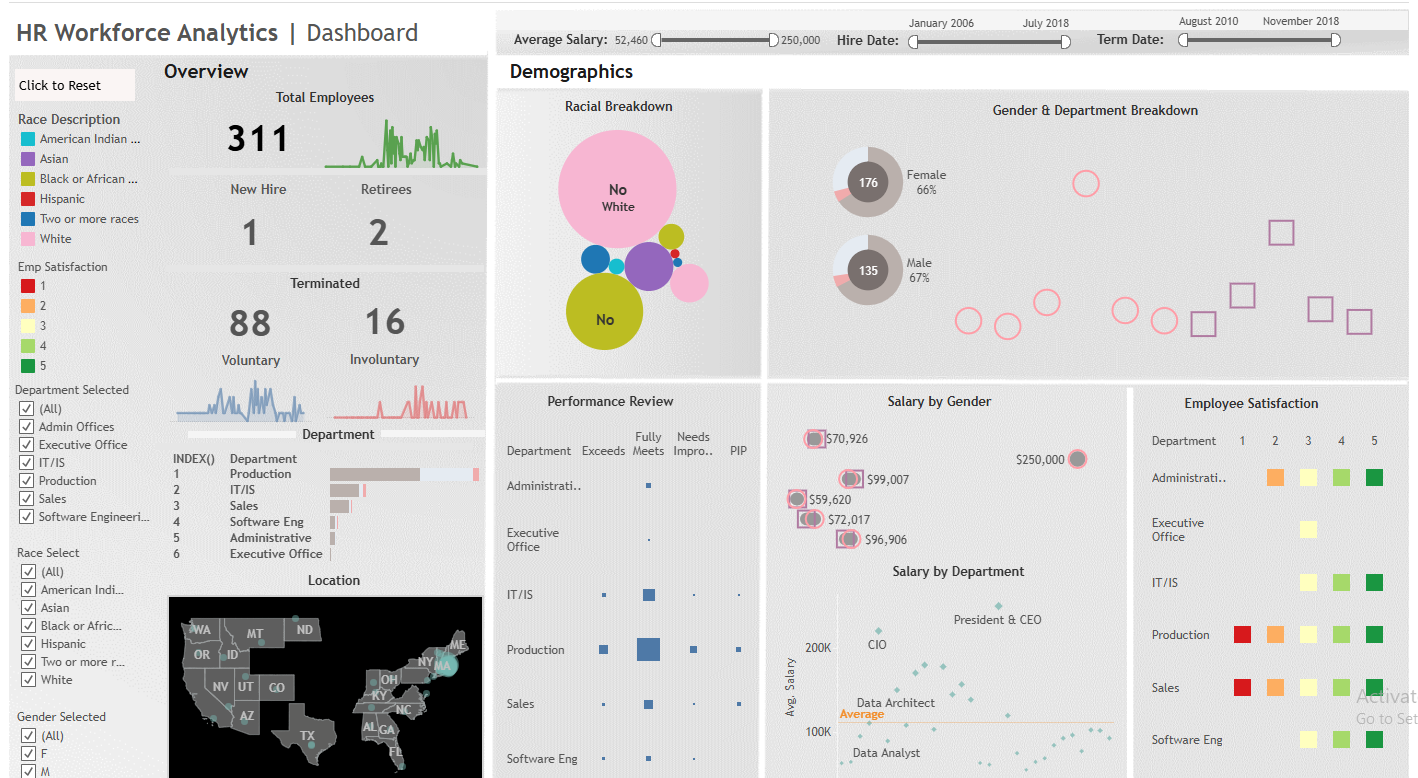 HR Workforce Analytics | Dashboard
Average Salary: 52,460 250,000
Hire Date: January 2006 July 2018
Term Date: August 2010 November 2018
Click to Reset
Race Description
American Indian ...
Asian
Black or African ...
Hispanic
Two or more races
White
Emp Satisfaction
1
2
3
4
5
Department Selected
(All)
Admin Offices
Executive Office
IT/IS
Production
Sales
Software Engineeri...
Race Select
(All)
American Indi...
Asian
Black or Afric...
Hispanic
Two or more r...
White
Gender Selected
(All)
F
M
Overview
Total Employees
311
New Hire Retirees
1 2
Terminated
88 16
Voluntary Involuntary
Department
INDEX() Department
1 Production
2 IT/IS
3 Sales
4 Software Eng
5 Administrative
6 Executive Office
Location
WA MT ND ME
OR ID NY MA
NV UT CO OH
KY
AZ NC
TX AL GA
FL
Demographics
Racial Breakdown
No
White
No
Gender & Department Breakdown
176 Female
66%
135 Male
67%
Performance Review
Department Exceeds Fully Meets Needs Impro.. PIP
Administrati..
Executive
Office
IT/IS
Production
Sales
Software Eng
Salary by Gender
$70,926
$250,000
$99,007
$59,620
$72,017
$96,906
Salary by Department
President & CEO
CIO
200K
Avg. Salary
Data Architect
Average
100K
Data Analyst
Employee Satisfaction
Department 1 2 3 4 5
Administrati..
Executive
Office
IT/IS
Production
Sales
Software Eng
Activat
Go to Set